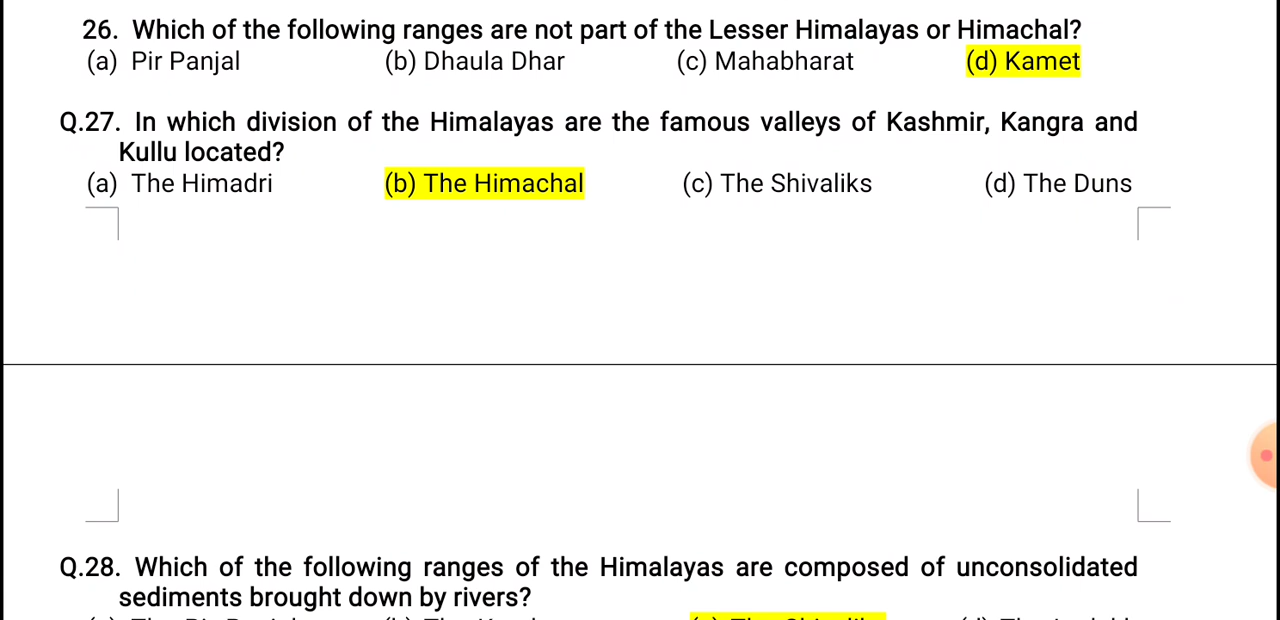 26. Which of the following ranges are not part of the Lesser Himalayas or Himachal?
(a) Pir Panjal (b) Dhaula Dhar (c) Mahabharat (d) Kamet
Q.27. In which division of the Himalayas are the famous valleys of Kashmir, Kangra and
Kullu located?
(a) The Himadri (b) The Himachal (c) The Shivaliks (d) The Duns
Q.28. Which of the following ranges of the Himalayas are composed of unconsolidated
sediments brought down by rivers?